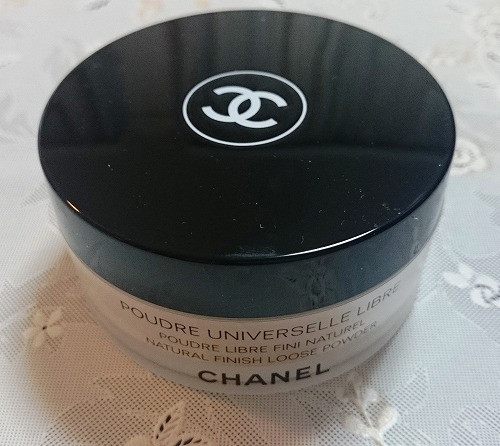 POUDRE UNIVERSELLE LIBRE
POUDRE LIBRE FINI NATUREL
NATURAL FINISH LOOSE POWDER
CHANEL